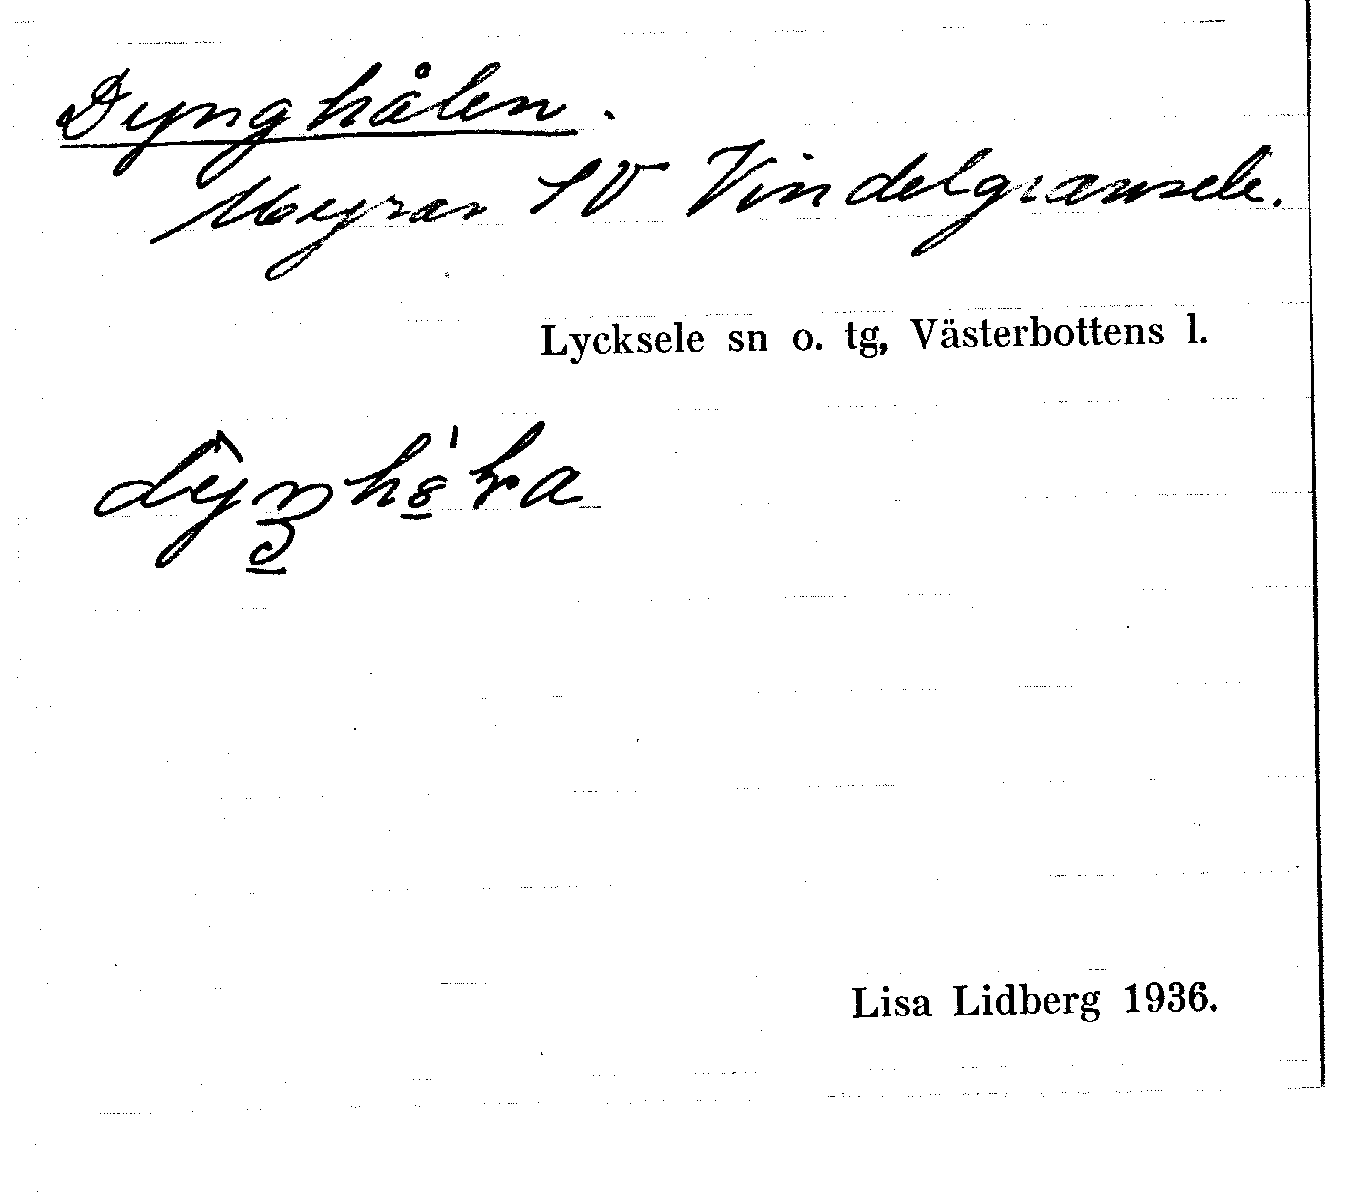 Dynghålen.
Myrar SV Vindelgransele.
Lycksele sn o. tg, Västerbottens l.
Lisa Lidberg 1936.